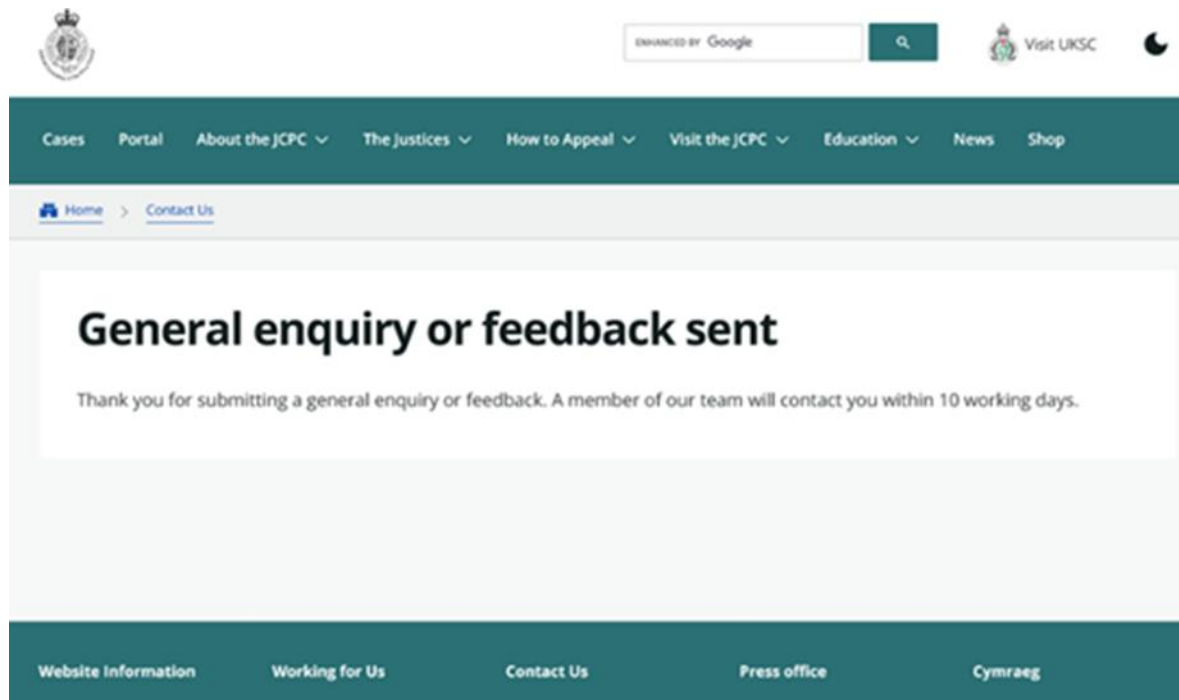 ENHANCED BY Google
Visit UKSC
Cases Portal About the JCPC The Justices How to Appeal Visit the JCPC Education News Shop
Home > Contact Us
General enquiry or feedback sent
Thank you for submitting a general enquiry or feedback. A member of our team will contact you within 10 working days.
Website Information Working for Us Contact Us Press office Cymraeg